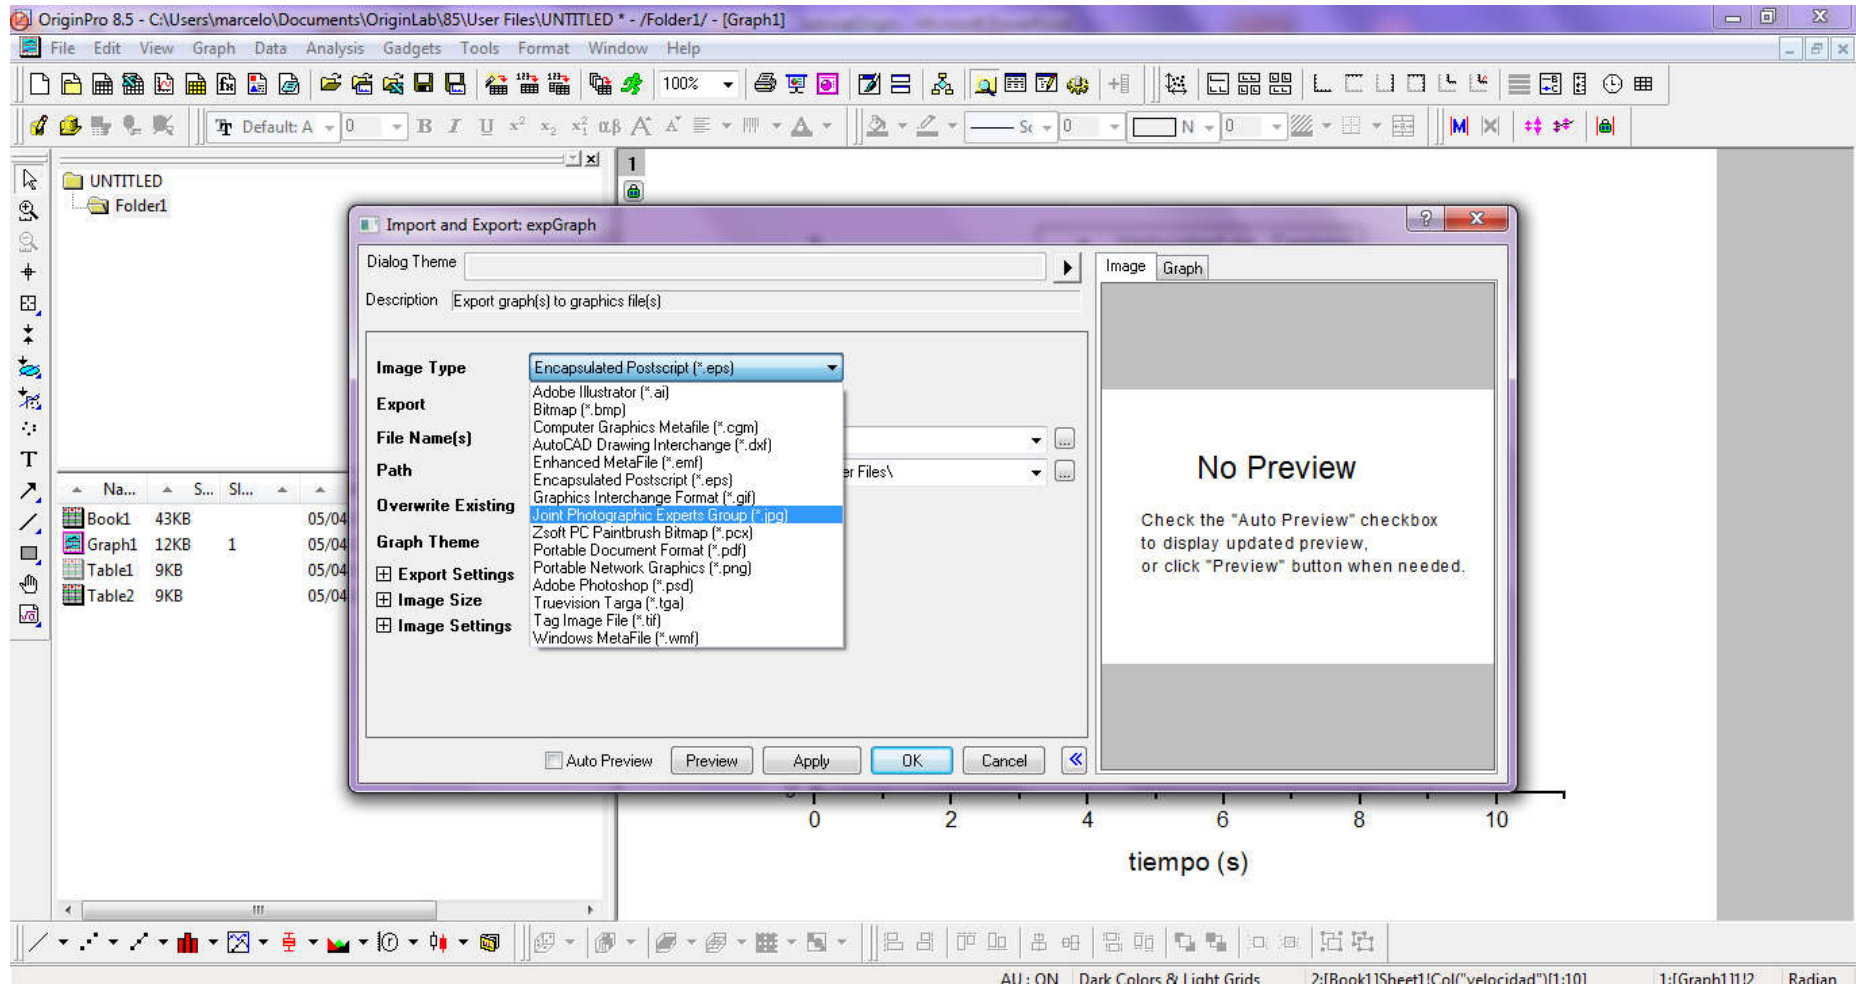 OriginPro 8.5 - C:\Users\marcelo\Documents\OriginLab\85\User Files\UNTITLED * - /Folder1/ - [Graph1]
File Edit View Graph Data Analysis Gadgets Tools Format Window Help
100%
Default: A 0 B I U x² x₂ αβ A A A Sc 0 N 0
UNTITLED
Folder1
1
Import and Export: expGraph
Dialog Theme
Description Export graph(s) to graphics file(s)
Image Type Encapsulated Postscript (*.eps)
Adobe Illustrator (*.ai)
Bitmap (*.bmp)
Computer Graphics Metafile (*.cgm)
AutoCAD Drawing Interchange (*.dxf)
Enhanced MetaFile (*.emf)
Encapsulated Postscript (*.eps)
Graphics Interchange Format (*.gif)
Joint Photographic Experts Group (*.jpg)
Zsoft PC Paintbrush Bitmap (*.pcx)
Portable Document Format (*.pdf)
Portable Network Graphics (*.png)
Adobe Photoshop (*.psd)
Truevision Targa (*.tga)
Tag Image File (*.tif)
Windows MetaFile (*.wmf)
Export
File Name(s)
Path
er Files\
Overwrite Existing
Graph Theme
Export Settings
Image Size
Image Settings
Auto Preview Preview Apply OK Cancel
Image Graph
No Preview
Check the "Auto Preview" checkbox
to display updated preview,
or click "Preview" button when needed.
Na... S... SI...
Book1 43KB 05/04
Graph1 12KB 1 05/04
Table1 9KB 05/04
Table2 9KB 05/04
T
0 2 4 6 8 10
tiempo (s)
AU : ON Dark Colors & Light Grids 2:[Book1]Sheet1!Col("velocidad")[1:10] 1:[Graph1]1!2 Radian